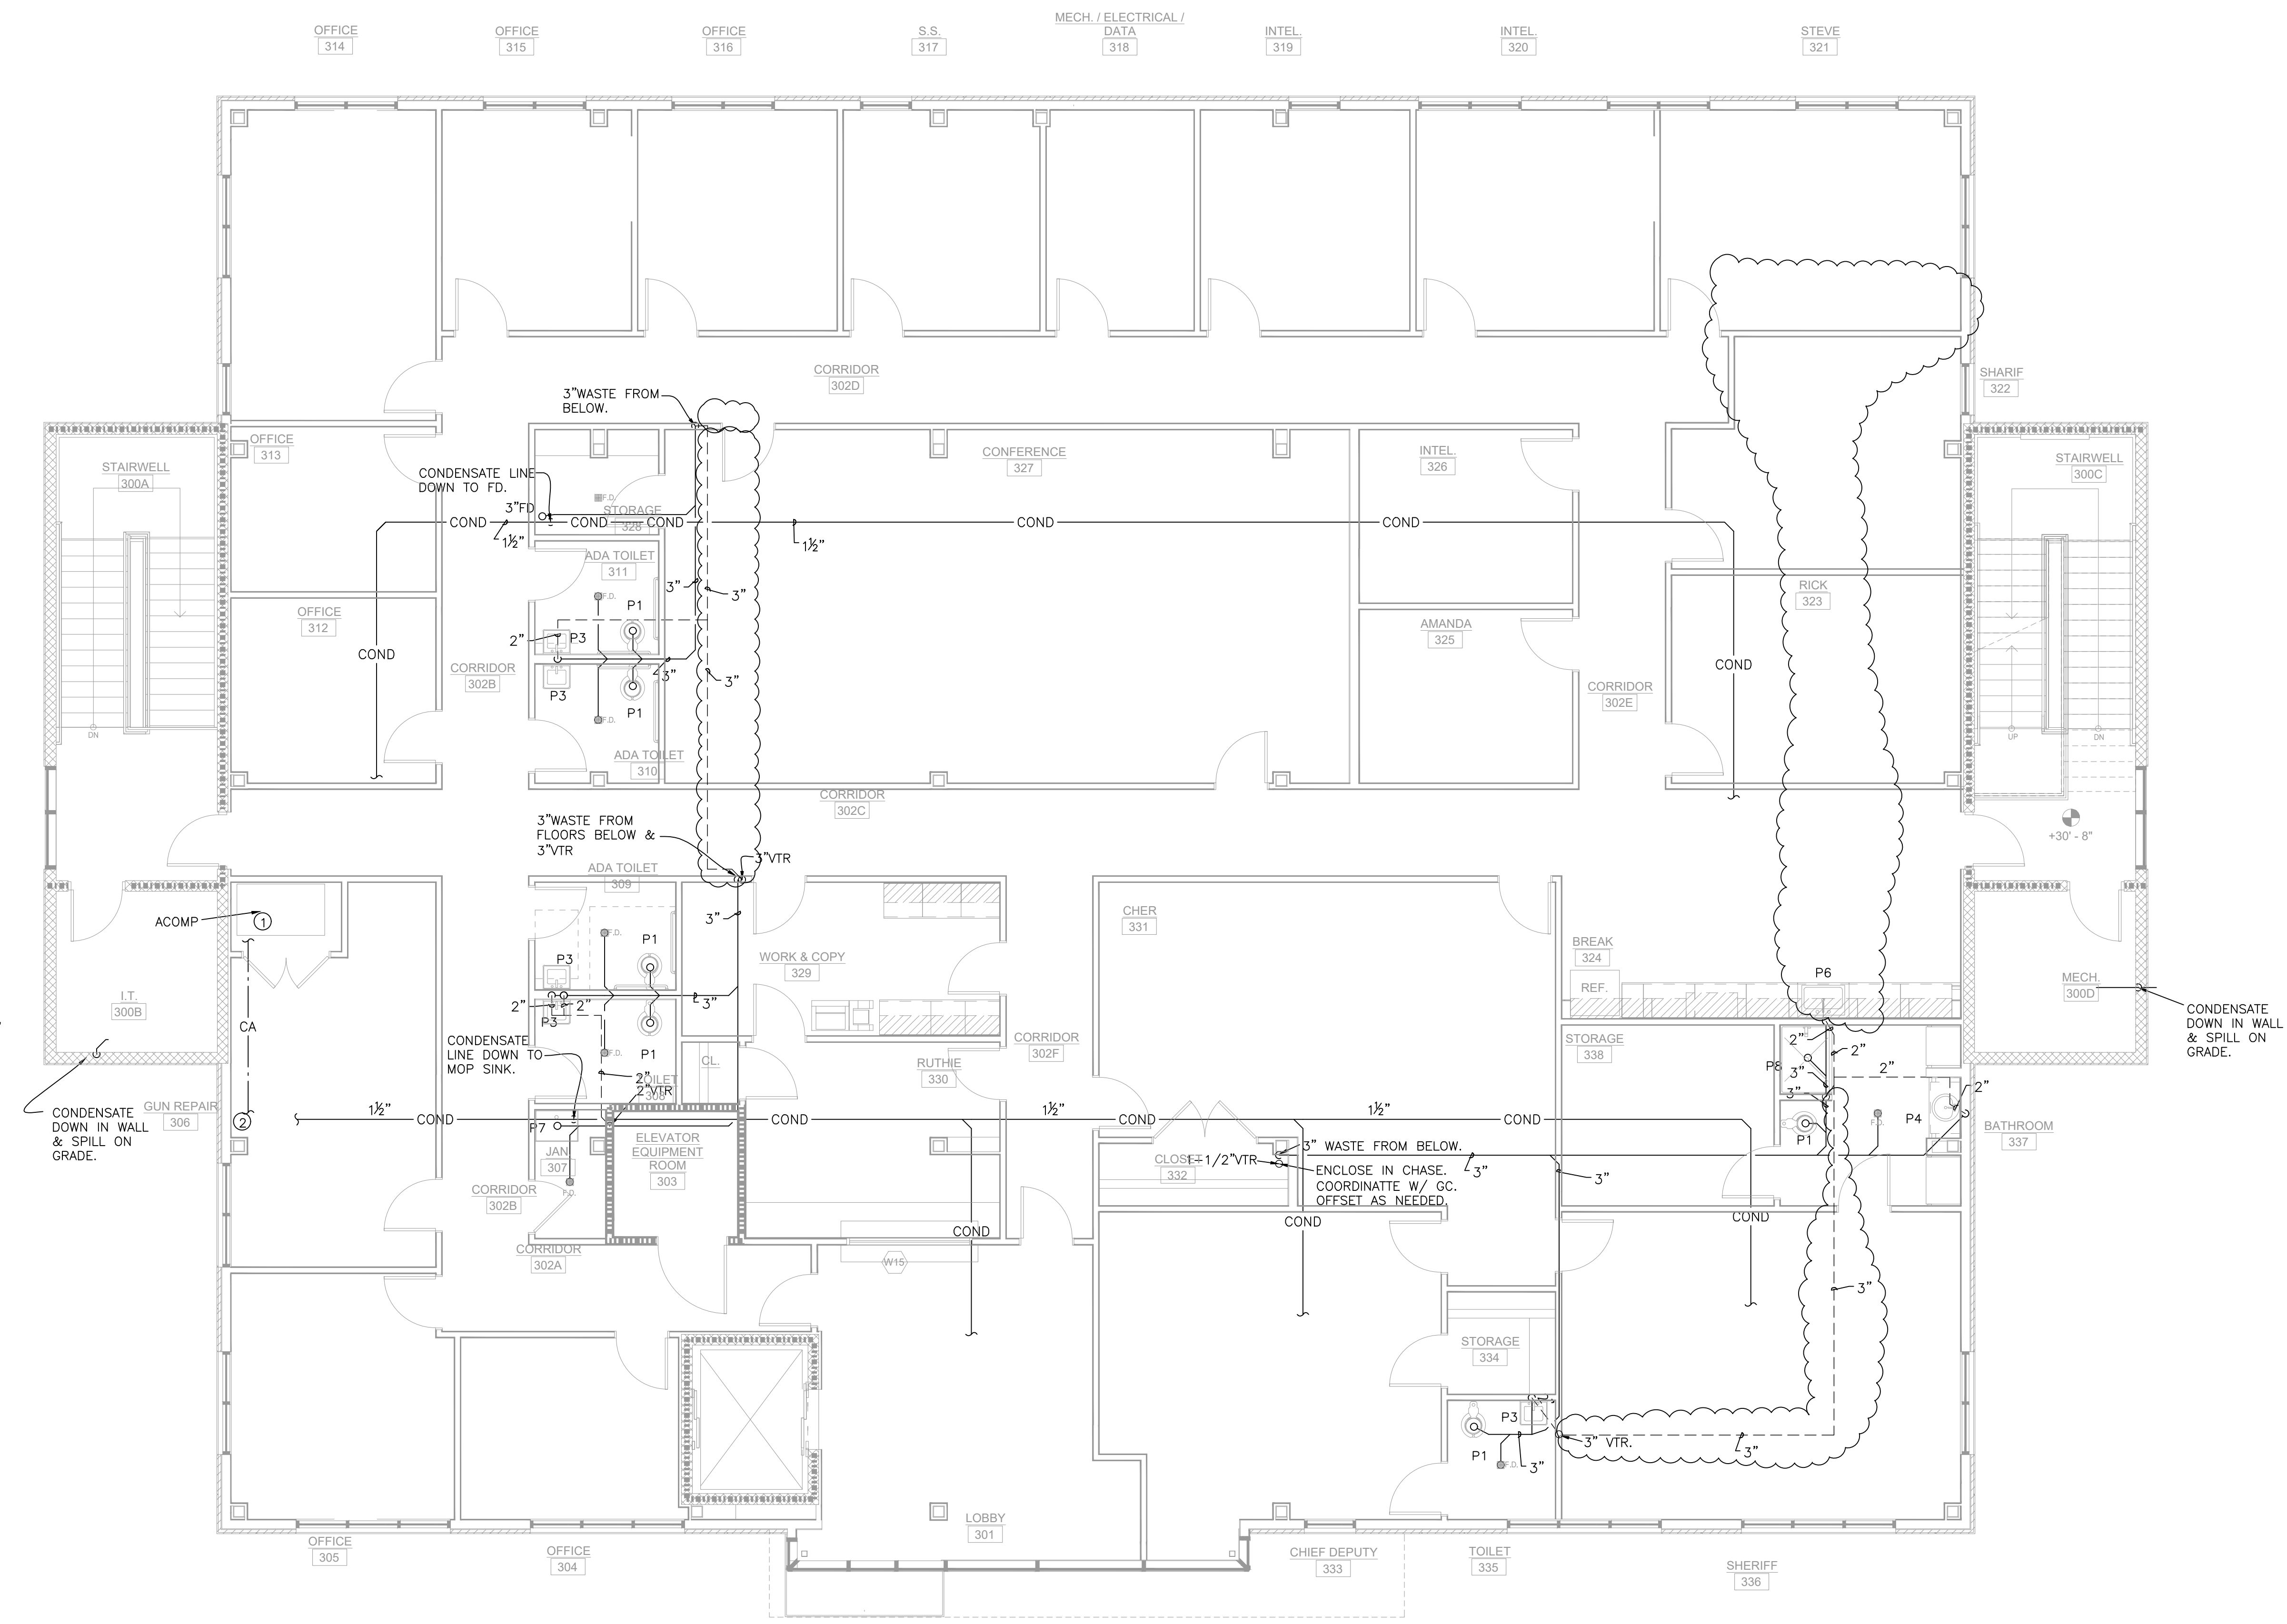 MECH. / ELECTRICAL /
OFFICE
314
OFFICE
315
OFFICE
316
S.S.
317
DATA
318
INTEL.
319
INTEL.
320
STEVE
321
CORRIDOR
302D
SHARIF
322
3"WASTE FROM
BELOW.
OFFICE
313
STAIRWELL
300A
CONDENSATE LINE
DOWN TO FD.
CONFERENCE
327
INTEL.
326
STAIRWELL
300C
F.D.
3"FD
STORAGE
328
COND
COND
COND
COND
COND
1½"
1½"
ADA TOILET
311
3"
3"
F.D.
P1
RICK
323
OFFICE
312
2"
P3
AMANDA
325
COND
COND
CORRIDOR
302B
3"
3"
P3
P1
CORRIDOR
302E
F.D.
DN
UP
DN
ADA TOILET
310
CORRIDOR
302C
3"WASTE FROM
FLOORS BELOW &
3"VTR
3"VTR
+30' - 8"
ADA TOILET
309
ACOMP
1
3"
CHER
331
F.D.
P1
P3
WORK & COPY
329
BREAK
324
P6
REF.
MECH.
300D
I.T.
300B
2"
2"
3"
P3
CA
CONDENSATE
LINE DOWN TO
MOP SINK.
P1
F.D.
CL.
CORRIDOR
302F
RUTHIE
330
STORAGE
338
2"
2"
P8
3"
2"
2"
CONDENSATE
DOWN IN WALL
& SPILL ON
GRADE.
2"
TOILET
308
2"VTR
3"
CONDENSATE
DOWN IN WALL
& SPILL ON
GRADE.
GUN REPAIR
306
2
1½"
COND
COND
COND
1½"
COND
1½"
COND
P7
P1
F.D.
P4
BATHROOM
337
JAN
307
ELEVATOR
EQUIPMENT
ROOM
303
F.D.
3" WASTE FROM BELOW.
CLOSET
332
1-1/2"VTR
ENCLOSE IN CHASE.
COORDINATTE W/ GC.
OFFSET AS NEEDED.
3"
3"
CORRIDOR
302B
COND
COND
COND
CORRIDOR
302A
W15
3"
STORAGE
334
P3
P1
F.D.
3"
3" VTR.
3"
LOBBY
301
OFFICE
305
OFFICE
304
CHIEF DEPUTY
333
TOILET
335
SHERIFF
336